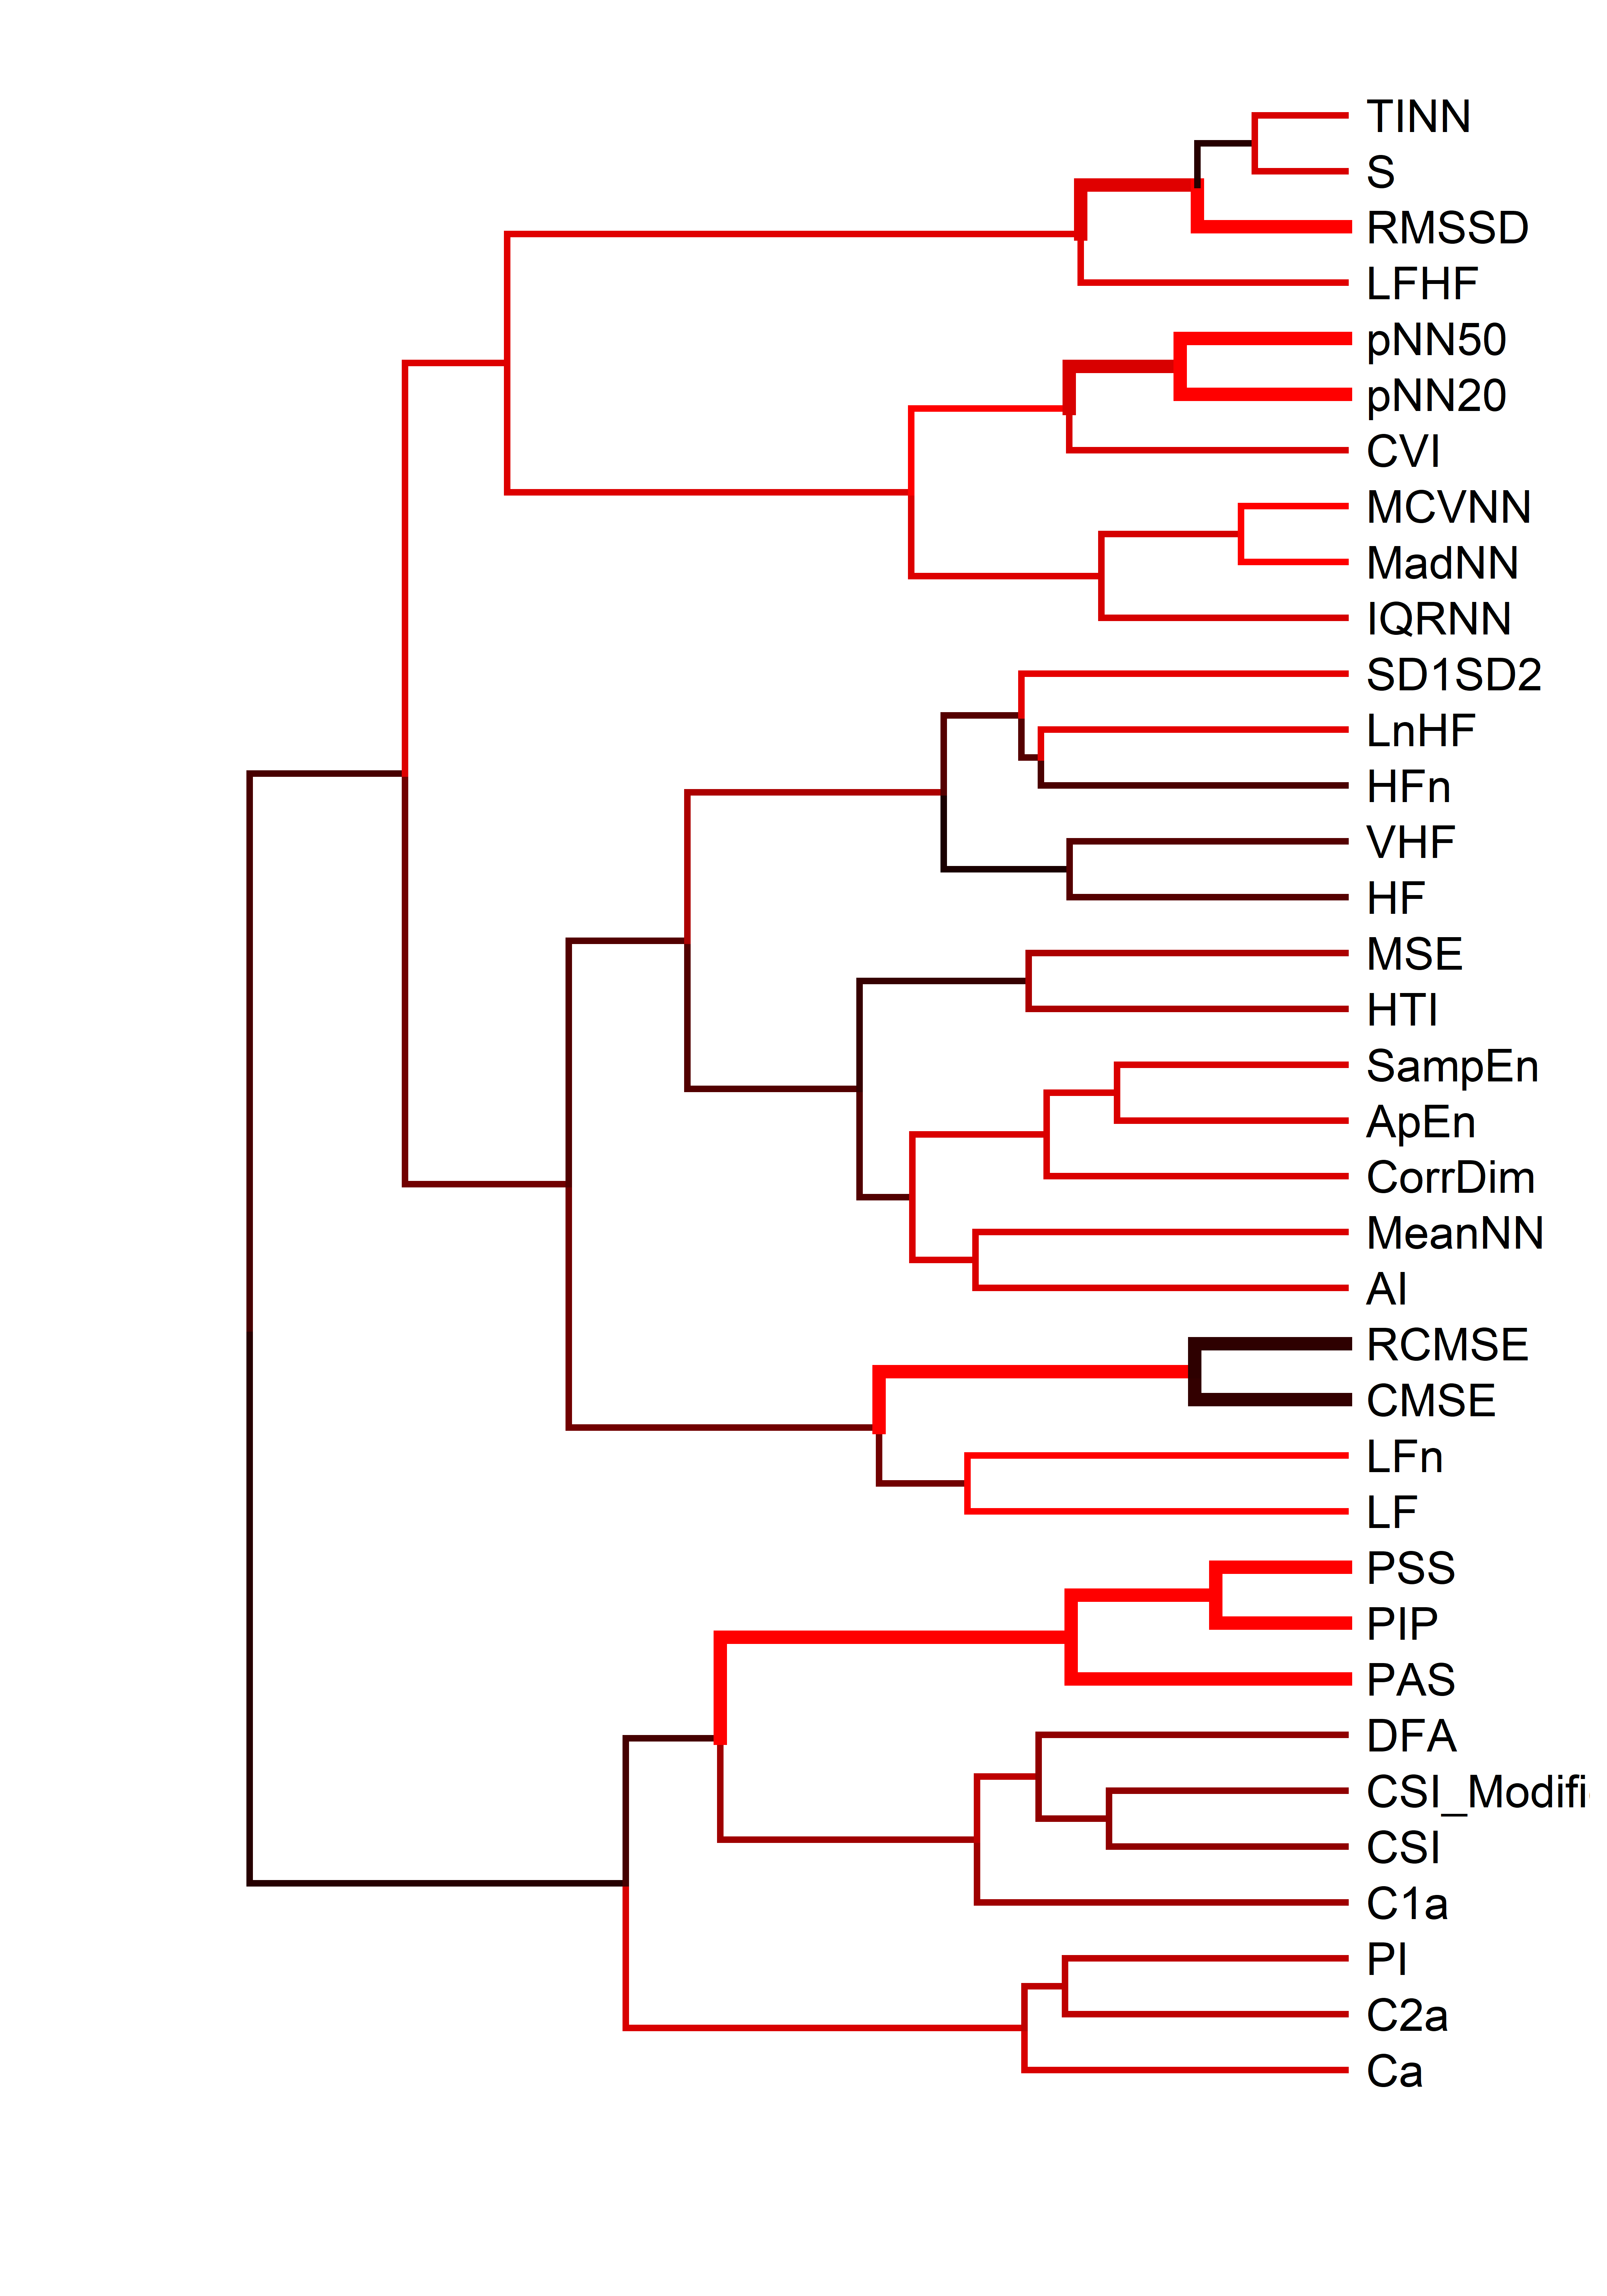 TINN
S
RMSSD
LFHF
pNN50
pNN20
CVI
MCVNN
MadNN
IQRNN
SD1SD2
LnHF
HFn
VHF
HF
MSE
HTI
SampEn
ApEn
CorrDim
MeanNN
AI
RCMSE
CMSE
LFn
LF
PSS
PIP
PAS
DFA
CSI_Modifi
CSI
C1a
PI
C2a
Ca